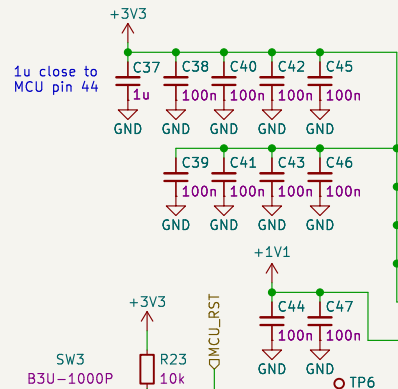 +3V3
1u close to
MCU pin 44
C37 C38 C40 C42 C45
1u 100n 100n 100n 100n
GND GND GND GND GND
C39 C41 C43 C46
100n 100n 100n 100n
GND GND GND GND
+1V1
C44 C47
100n 100n
GND GND
+3V3
MCU_RST
SW3
B3U-1000P
R23
10k
TP6